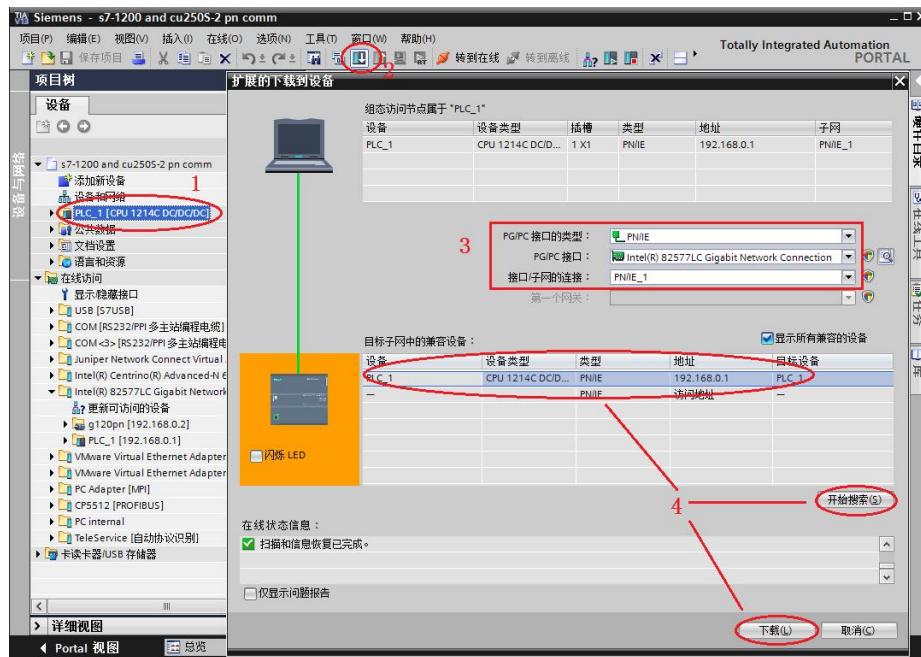 Siemens - s7-1200 and cu250S-2 pn comm
项目(P) 编辑(E) 视图(V) 插入(I) 在线(O) 选项(N) 工具(T) 窗口(W) 帮助(H)
Totally Integrated Automation
PORTAL
保存项目
转到在线
转到离线
2
项目树
扩展的下载到设备
设备
组态访问节点属于 "PLC_1"
设备 设备类型 插槽 类型 地址 子网
PLC_1 CPU 1214C DC/D... 1 X1 PN/IE 192.168.0.1 PN/IE_1
s7-1200 and cu250S-2 pn comm
添加新设备
1
设备和网络
PLC_1 [CPU 1214C DC/DC/DC]
公共数据
文档设置
语言和资源
在线访问
显示/隐藏接口
USB [S7USB]
COM [RS232/PPI 多主站编程电缆]
COM <3> [RS232/PPI 多主站编程电
Juniper Network Connect Virtual
Intel(R) Centrino(R) Advanced-N 6
Intel(R) 82577LC Gigabit Network
更新可访问的设备
g120pn [192.168.0.2]
PLC_1 [192.168.0.1]
VMware Virtual Ethernet Adapter
VMware Virtual Ethernet Adapter
PC Adapter [MPI]
CP5512 [PROFIBUS]
PC internal
TeleService [自动协议识别]
读卡器/USB 存储器
3
PG/PC 接口的类型： PN/IE
PG/PC 接口： Intel(R) 82577LC Gigabit Network Connection
接口/子网的连接： PN/IE_1
第一个网关：
目标子网中的兼容设备：
显示所有兼容的设备
设备 设备类型 类型 地址 目标设备
PLC_1 CPU 1214C DC/D... PN/IE 192.168.0.1 PLC_1
— PN/IE 访问地址 —
闪烁 LED
4
开始搜索(S)
在线状态信息：
扫描和信息恢复已完成。
仅显示问题报告
下载(L)
取消(C)
详细视图
Portal 视图
总览
设备与网络
硬件目录
在线工具
任务
库